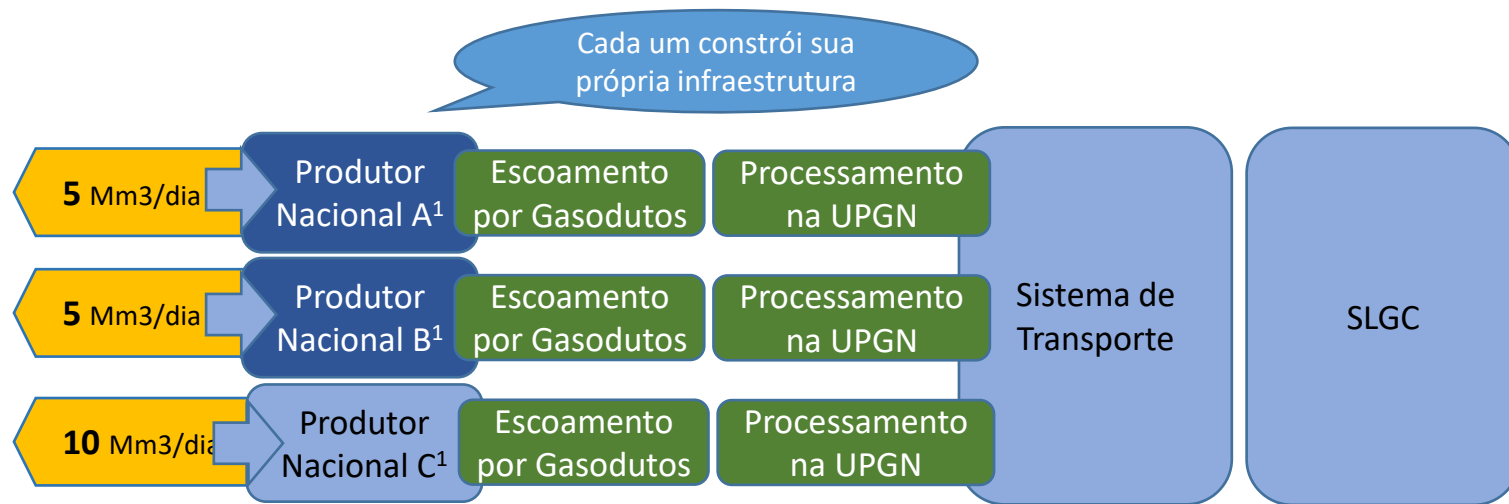 Cada um constrói sua
própria infraestrutura
5 Mm3/dia
Produtor
Nacional A¹
Escoamento
por Gasodutos
Processamento
na UPGN
5 Mm3/dia
Produtor
Nacional B¹
Escoamento
por Gasodutos
Processamento
na UPGN
10 Mm3/dia
Produtor
Nacional C¹
Escoamento
por Gasodutos
Processamento
na UPGN
Sistema de
Transporte
SLGC